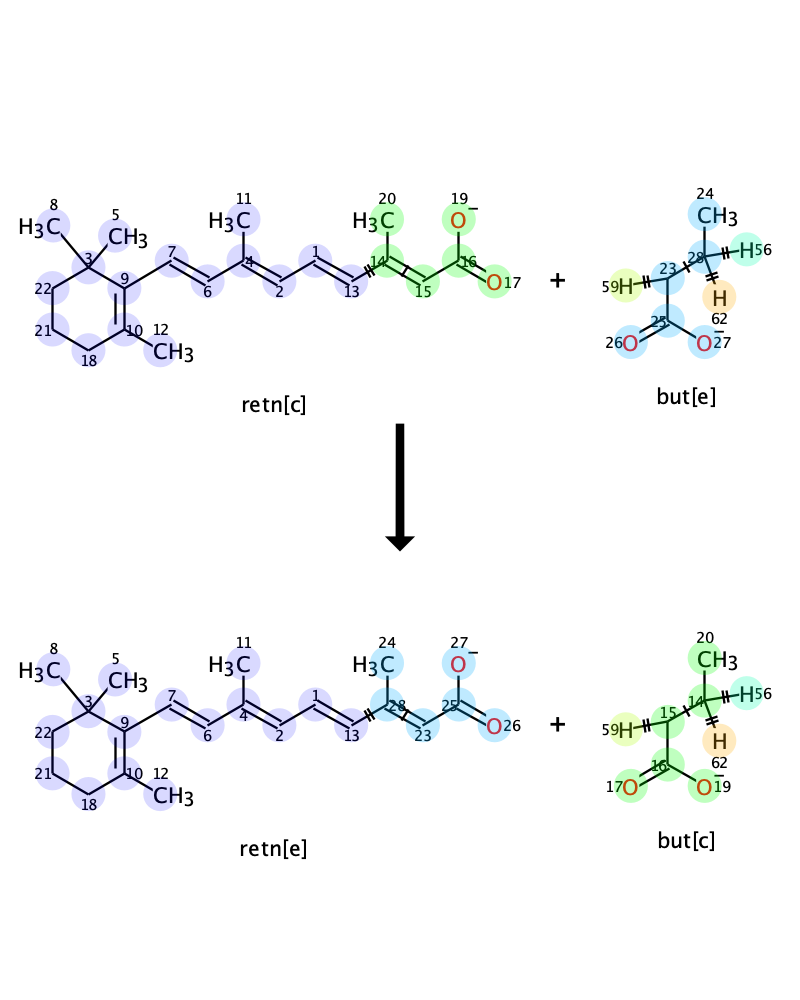 8
H3C
5
CH3
3
22
21
18
9
10
12
CH3
7
6
11
H3C
4
2
1
13
20
H3C
14
15
19
O−
16
O17
+
24
CH3
28
H56
23
59H
H
62
25
26O
O−27
retn[c]
but[e]
8
H3C
5
CH3
3
22
21
18
9
10
12
CH3
7
6
11
H3C
4
2
1
13
24
H3C
28
23
27
O−
25
O26
+
20
CH3
14
H56
15
59H
H
62
16
17O
O−19
retn[e]
but[c]